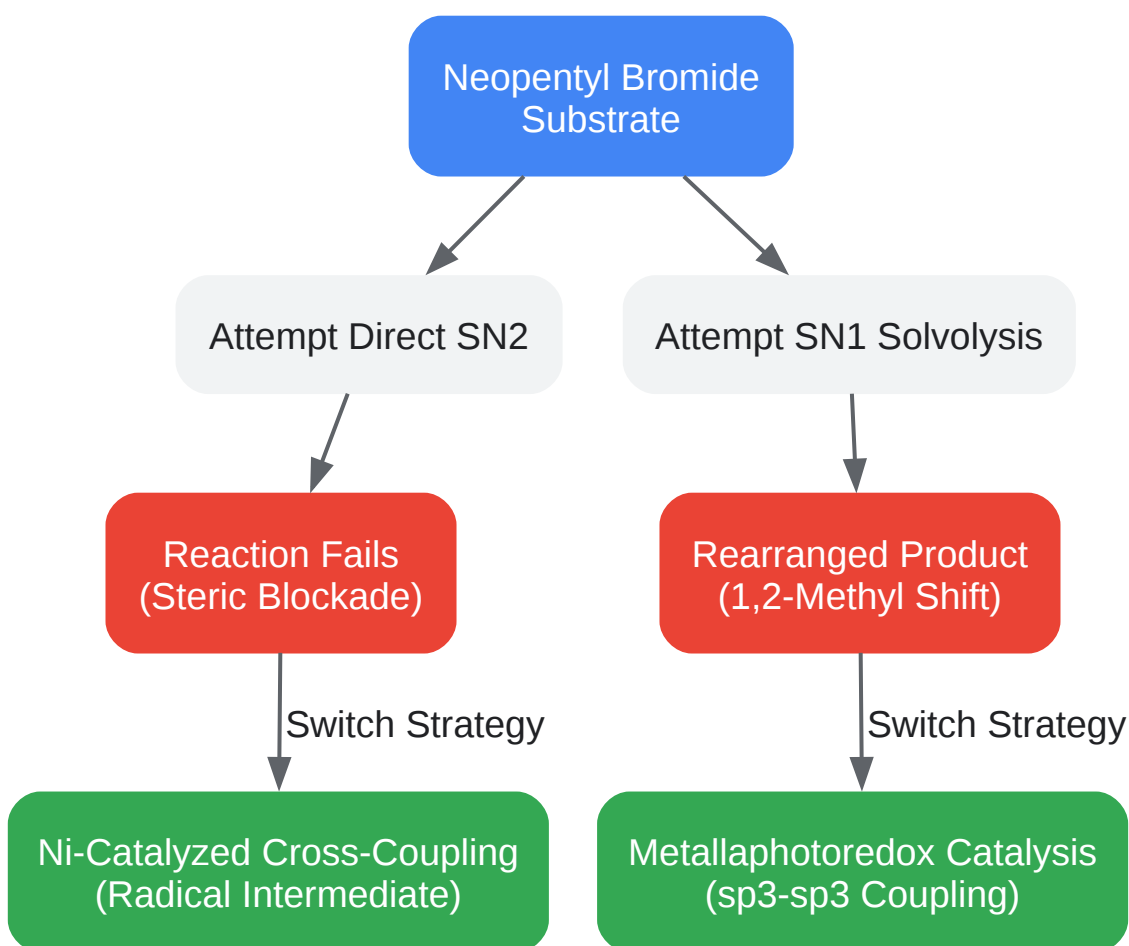 Neopentyl Bromide
Substrate
Attempt Direct SN2
Attempt SN1 Solvolysis
Reaction Fails
(Steric Blockade)
Rearranged Product
(1,2-Methyl Shift)
Switch Strategy
Switch Strategy
Ni-Catalyzed Cross-Coupling
(Radical Intermediate)
Metallaphotoredox Catalysis
(sp3-sp3 Coupling)